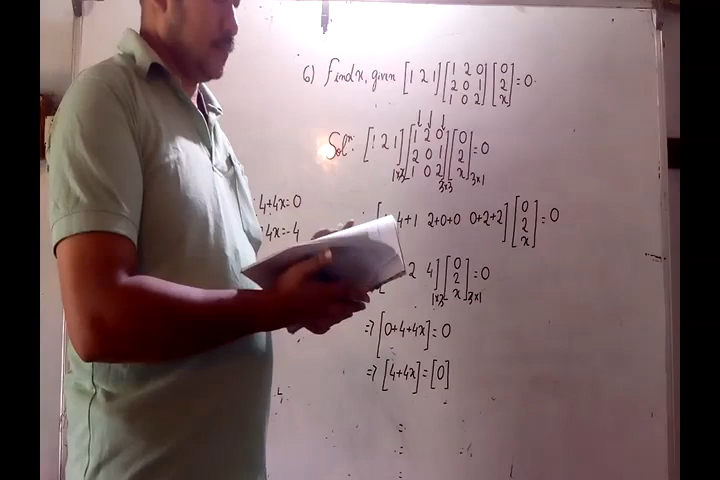 6) Find x, given [1 2 1] [1 2 0 2 0 1 1 0 2] [0 2 x] = 0.
Solⁿ: [1 2 1]1×3 [1 2 0 2 0 1 1 0 2]3×3 [0 2 x]3×1 = 0
4+1 2+0+0 0+2+2] [0 2 x] = 0
2 4]1×3 [0 2 x]3×1 = 0
⇒ [0+4+4x] = 0
⇒ [4+4x] = [0]
4+4x=0
4x=-4